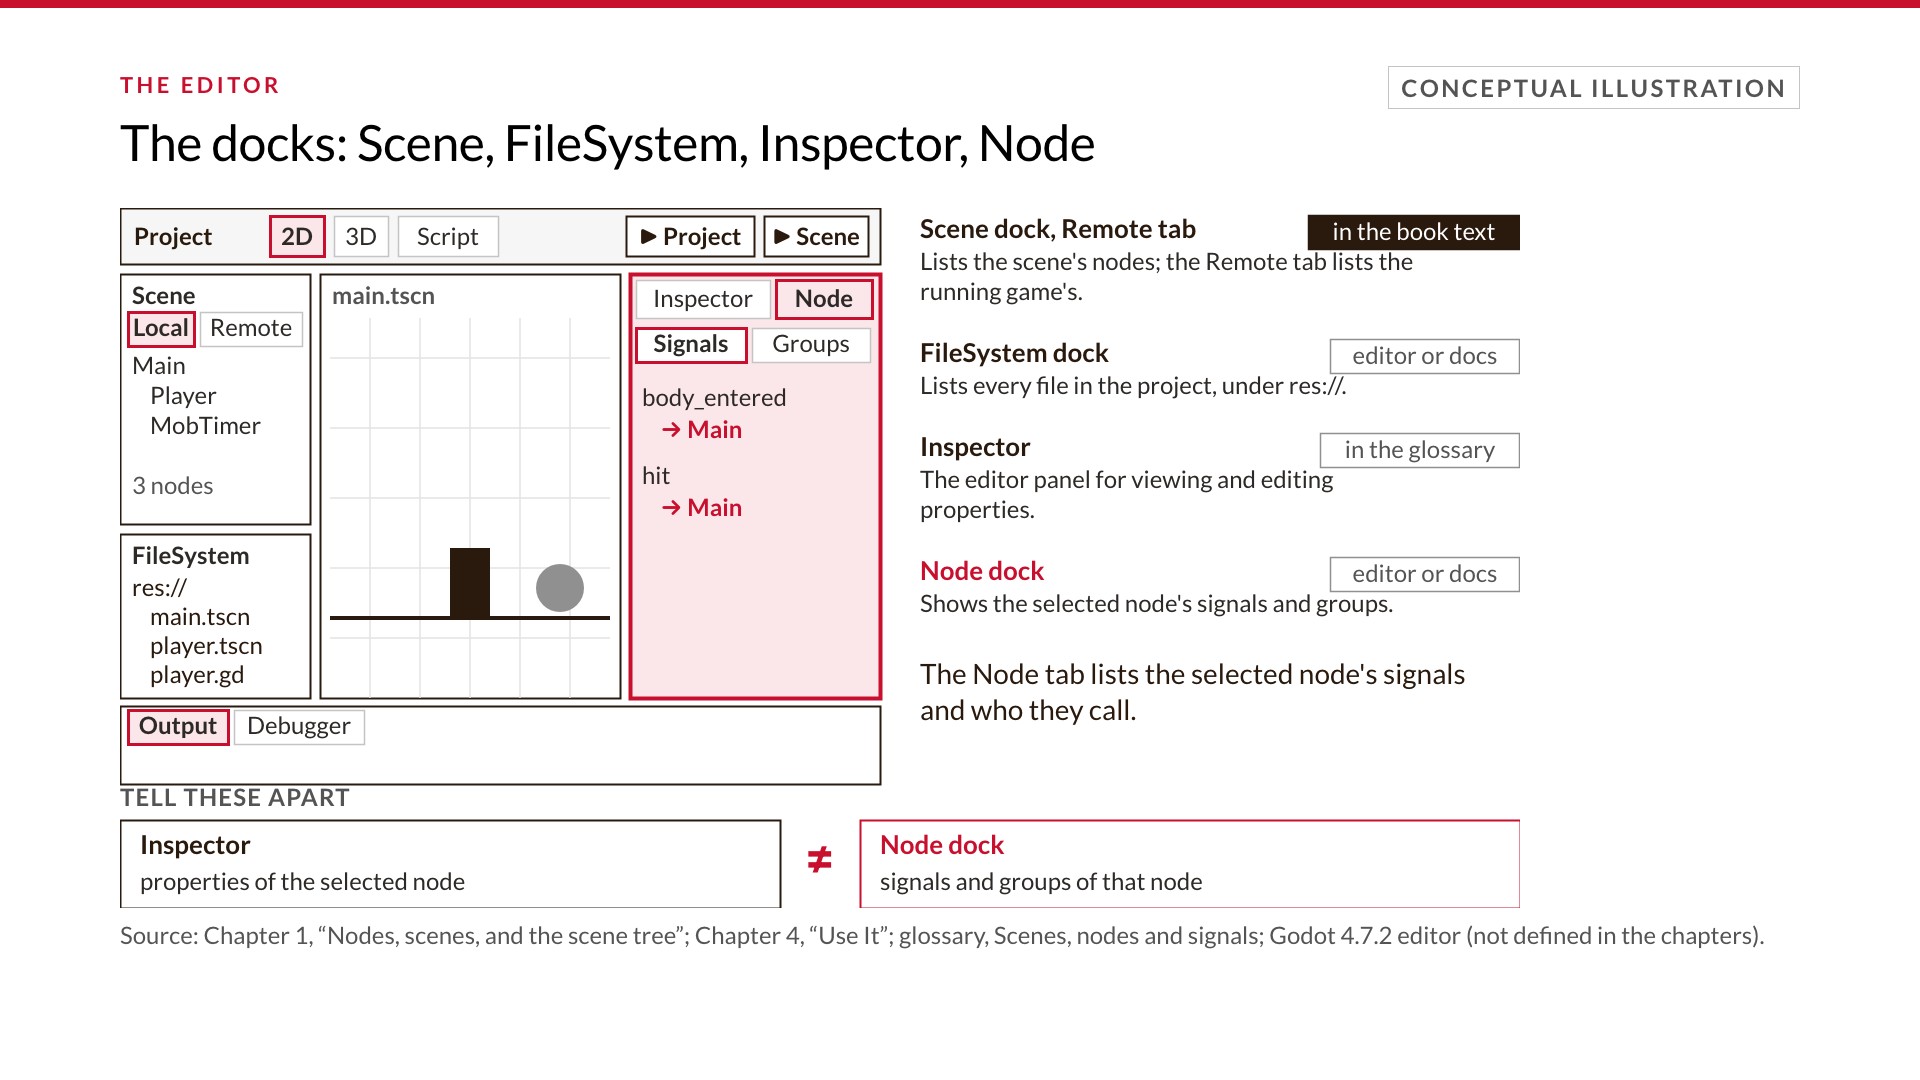 THE EDITOR
CONCEPTUAL ILLUSTRATION
The docks: Scene, FileSystem, Inspector, Node
Project
2D
3D
Script
Project
Scene
Scene
Local
Remote
Main
Player
MobTimer
3 nodes
FileSystem
res://
main.tscn
player.tscn
player.gd
main.tscn
Inspector
Node
Signals
Groups
body_entered
→ Main
hit
→ Main
Output
Debugger
Scene dock, Remote tab
in the book text
Lists the scene's nodes; the Remote tab lists the
running game's.
FileSystem dock
editor or docs
Lists every file in the project, under res://.
Inspector
in the glossary
The editor panel for viewing and editing
properties.
Node dock
editor or docs
Shows the selected node's signals and groups.
The Node tab lists the selected node's signals
and who they call.
TELL THESE APART
Inspector
properties of the selected node
≠
Node dock
signals and groups of that node
Source: Chapter 1, “Nodes, scenes, and the scene tree”; Chapter 4, “Use It”; glossary, Scenes, nodes and signals; Godot 4.7.2 editor (not defined in the chapters).